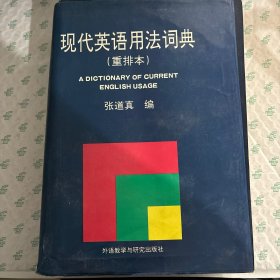 现代英语用法词典
(重排本)
A DICTIONARY OF CURRENT
ENGLISH USAGE
张道真 编
外语教学与研究出版社